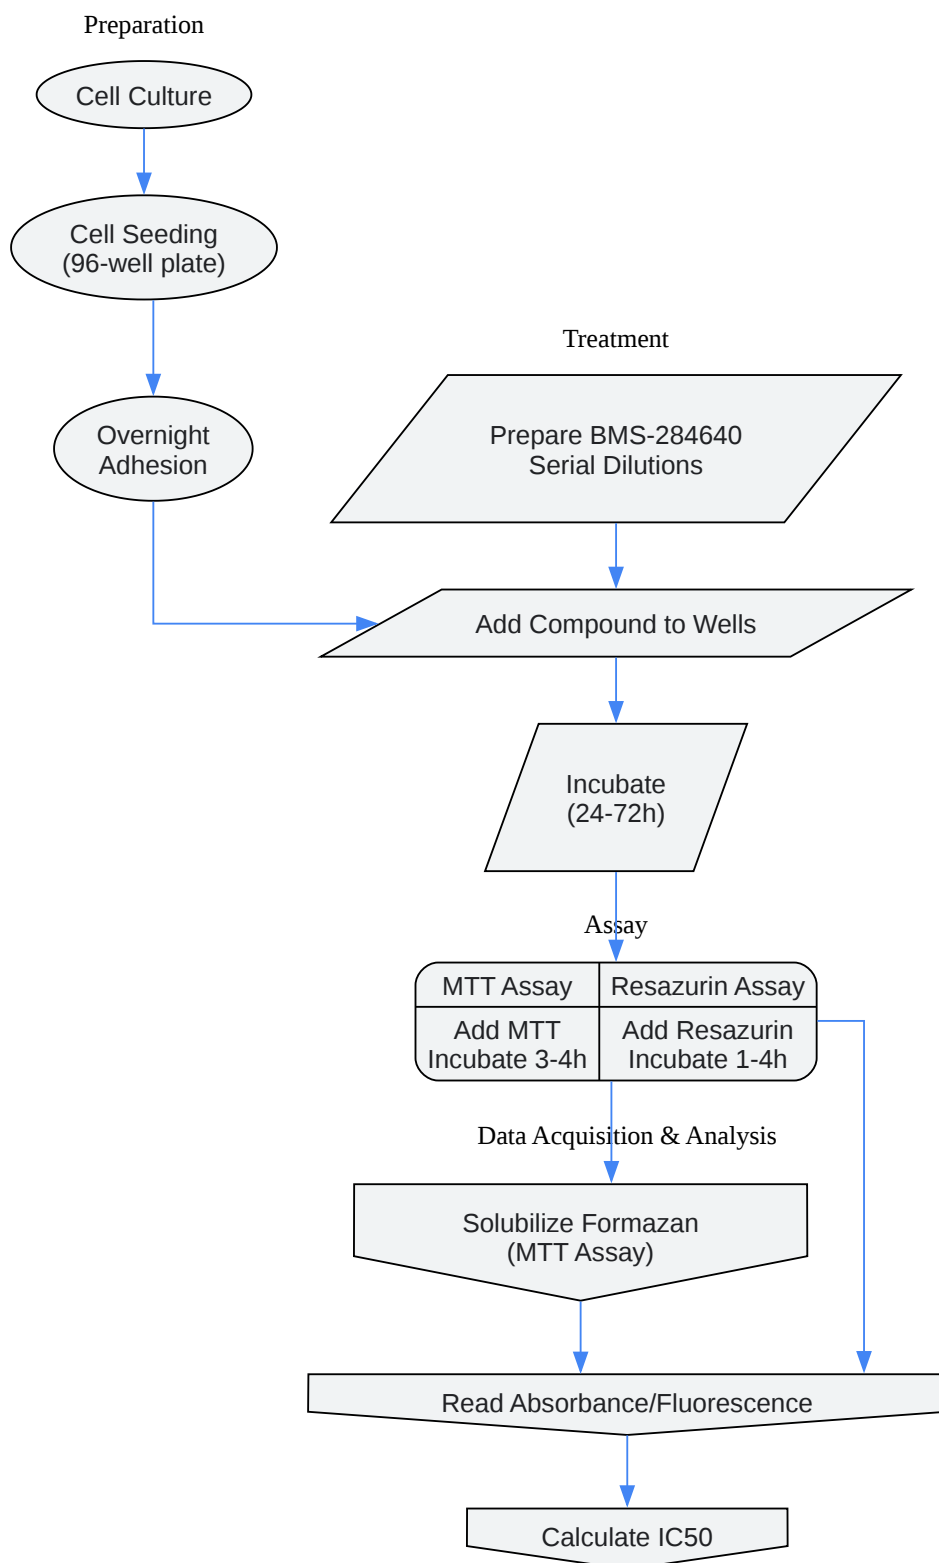 Preparation
Cell Culture
Cell Seeding
(96-well plate)
Overnight
Adhesion
Treatment
Prepare BMS-284640
Serial Dilutions
Add Compound to Wells
Incubate
(24-72h)
Assay
MTT Assay
Add MTT
Incubate 3-4h
Resazurin Assay
Add Resazurin
Incubate 1-4h
Data Acquisition & Analysis
Solubilize Formazan
(MTT Assay)
Read Absorbance/Fluorescence
Calculate IC50